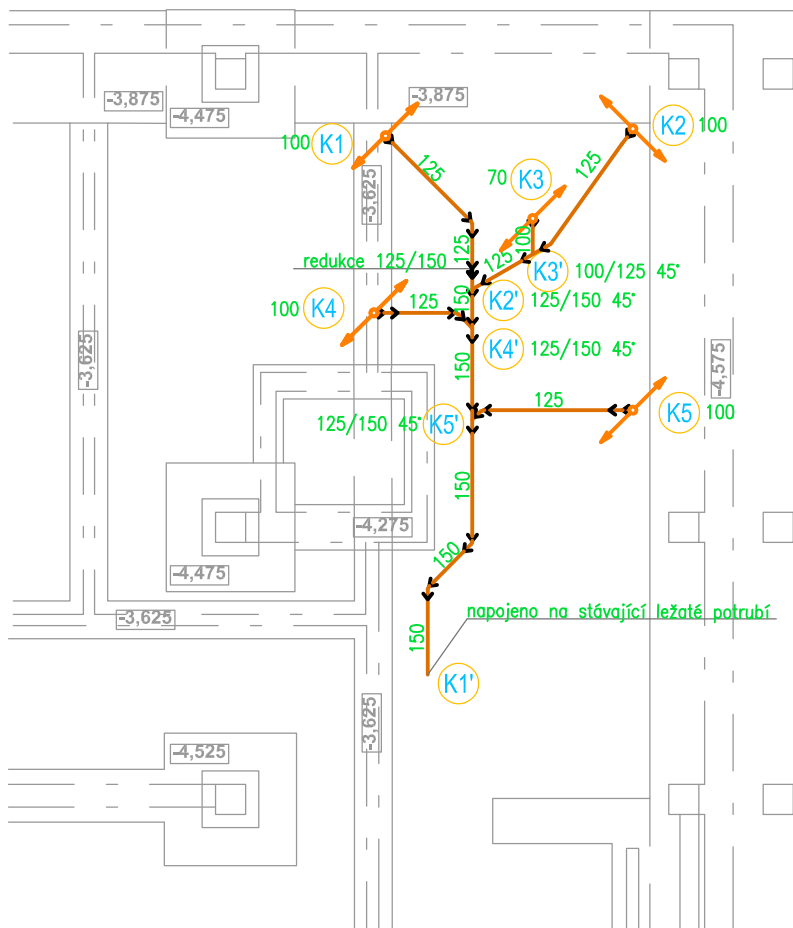 -3,875
-3,875
-4,475
K2 100
100 K1
125
125
70 K3
-3,625
100
125
125
redukce 125/150
K3' 100/125 45°
150
K2' 125/150 45°
100 K4
125
K4' 125/150 45°
-3,625
150
-4,575
125
K5 100
125/150 45° K5'
150
-4,275
150
-4,475
-3,625
napojeno na stávající ležaté potrubí
150
K1'
-3,625
-4,525